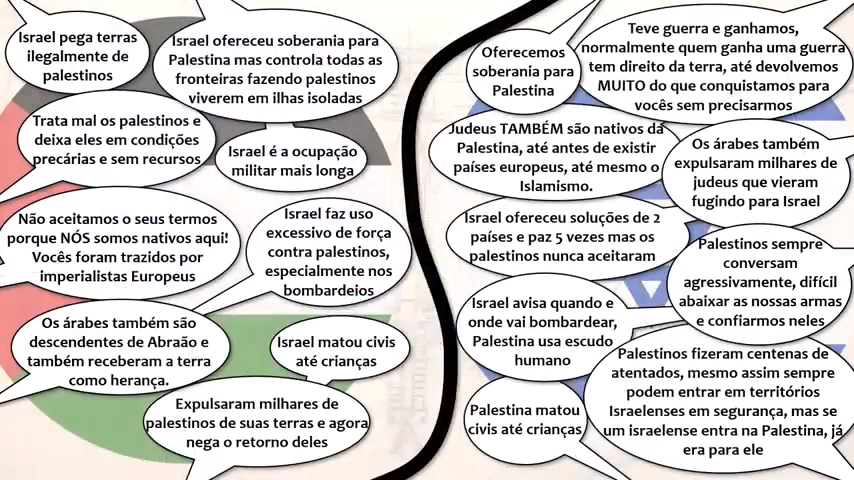 Israel pega terras
ilegalmente de
palestinos
Israel ofereceu soberania para
Palestina mas controla todas as
fronteiras fazendo palestinos
viverem em ilhas isoladas
Trata mal os palestinos e
deixa eles em condições
precárias e sem recursos
Israel é a ocupação
militar mais longa
Não aceitamos o seus termos
porque NÓS somos nativos aqui!
Vocês foram trazidos por
imperialistas Europeus
Israel faz uso
excessivo de força
contra palestinos,
especialmente nos
bombardeios
Os árabes também são
descendentes de Abraão e
também receberam a terra
como herança.
Israel matou civis
até crianças
Expulsaram milhares de
palestinos de suas terras e agora
nega o retorno deles
Oferecemos
soberania para
Palestina
Teve guerra e ganhamos,
normalmente quem ganha uma guerra
tem direito da terra, até devolvemos
MUITO do que conquistamos para
vocês sem precisarmos
Judeus TAMBÉM são nativos da
Palestina, até antes de existir
países europeus, até mesmo o
Islamismo.
Os árabes também
expulsaram milhares de
judeus que vieram
fugindo para Israel
Israel ofereceu soluções de 2
países e paz 5 vezes mas os
palestinos nunca aceitaram
Palestinos sempre
conversam
agressivamente, difícil
abaixar as nossas armas
e confiarmos neles
Israel avisa quando e
onde vai bombardear,
Palestina usa escudo
humano
Palestinos fizeram centenas de
atentados, mesmo assim sempre
podem entrar em territórios
Israelenses em segurança, mas se
um israelense entra na Palestina, já
era para ele
Palestina matou
civis até crianças